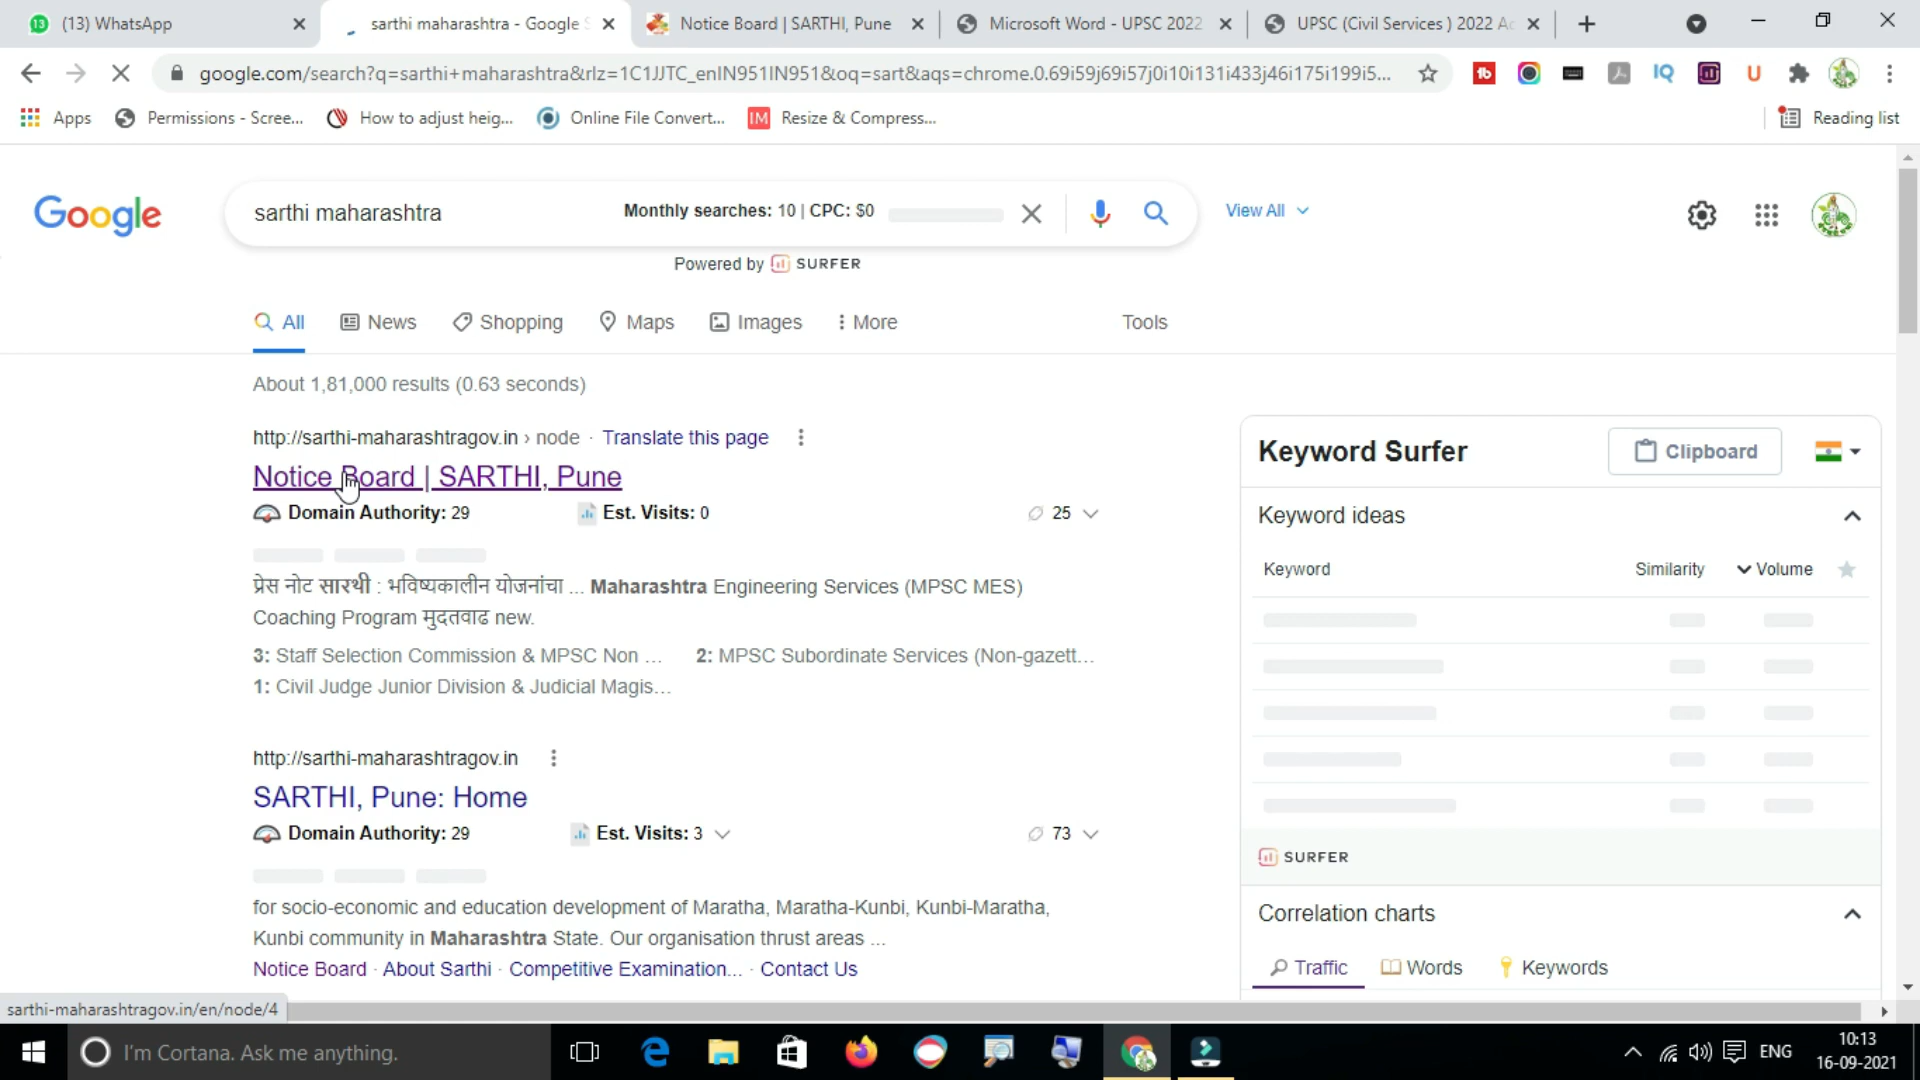 (13) WhatsApp
sarthi maharashtra - Google S
Notice Board | SARTHI, Pune
Microsoft Word - UPSC 2022
UPSC (Civil Services ) 2022 Ac
google.com/search?q=sarthi+maharashtra&rlz=1C1JJTC_enIN951IN951&oq=sart&aqs=chrome.0.69i59j69i57j0i10i131i433j46i175i199i5...
Apps
Permissions - Scree...
How to adjust heig...
Online File Convert...
IM Resize & Compress...
Reading list
Google
sarthi maharashtra
Monthly searches: 10 | CPC: $0
View All
Powered by SURFER
All
News
Shopping
Maps
Images
More
Tools
About 1,81,000 results (0.63 seconds)
http://sarthi-maharashtragov.in › node · Translate this page
Notice Board | SARTHI, Pune
Domain Authority: 29
Est. Visits: 0
25
प्रेस नोट सारथी : भविष्यकालीन योजनांचा ... Maharashtra Engineering Services (MPSC MES)
Coaching Program मुदतवाढ new.
3: Staff Selection Commission & MPSC Non ...
2: MPSC Subordinate Services (Non-gazett...
1: Civil Judge Junior Division & Judicial Magis...
http://sarthi-maharashtragov.in
SARTHI, Pune: Home
Domain Authority: 29
Est. Visits: 3
73
for socio-economic and education development of Maratha, Maratha-Kunbi, Kunbi-Maratha,
Kunbi community in Maharashtra State. Our organisation thrust areas ...
Notice Board · About Sarthi · Competitive Examination... · Contact Us
Keyword Surfer
Clipboard
Keyword ideas
Keyword
Similarity
Volume
SURFER
Correlation charts
Traffic
Words
Keywords
sarthi-maharashtragov.in/en/node/4
I'm Cortana. Ask me anything.
ENG
10:13
16-09-2021